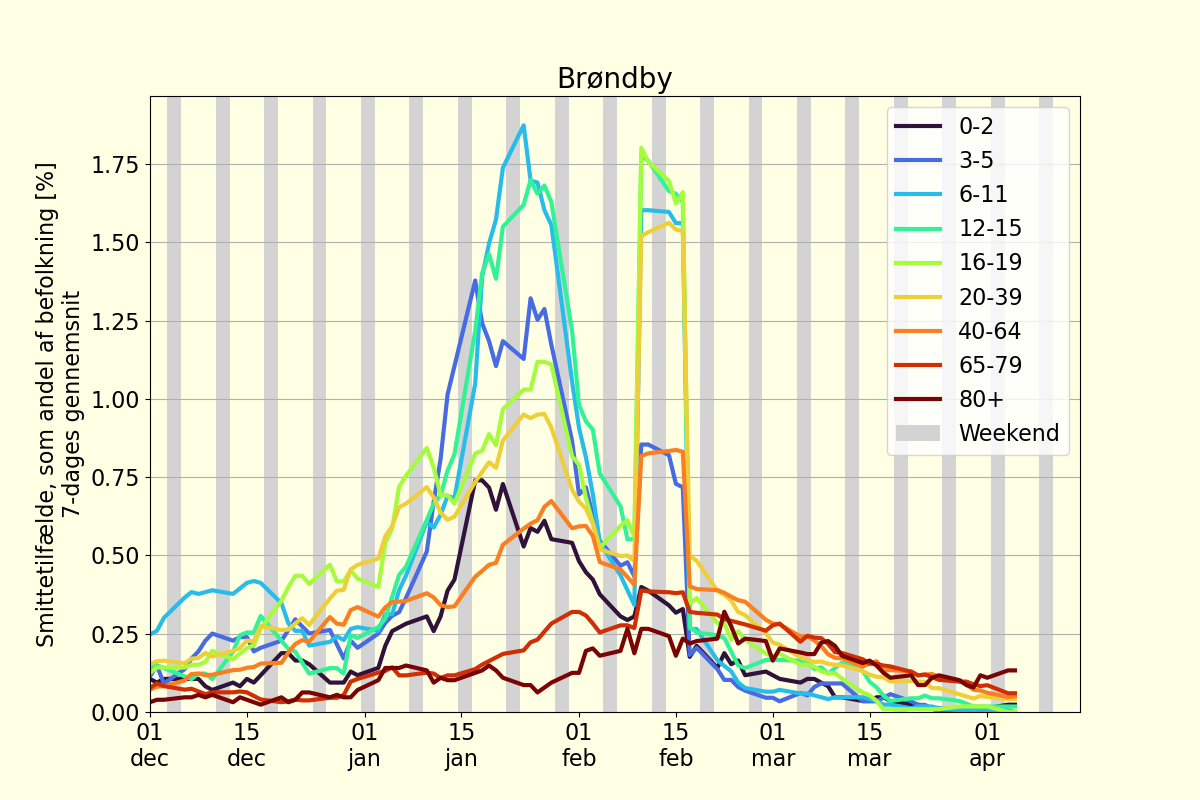 Brøndby
Smittetilfælde, som andel af befolkning [%]
7-dages gennemsnit
1.75
1.50
1.25
1.00
0.75
0.50
0.25
0.00
0-2
3-5
6-11
12-15
16-19
20-39
40-64
65-79
80+
Weekend
01 15 01 15 01 15 01 15 01
dec dec jan jan feb feb mar mar apr